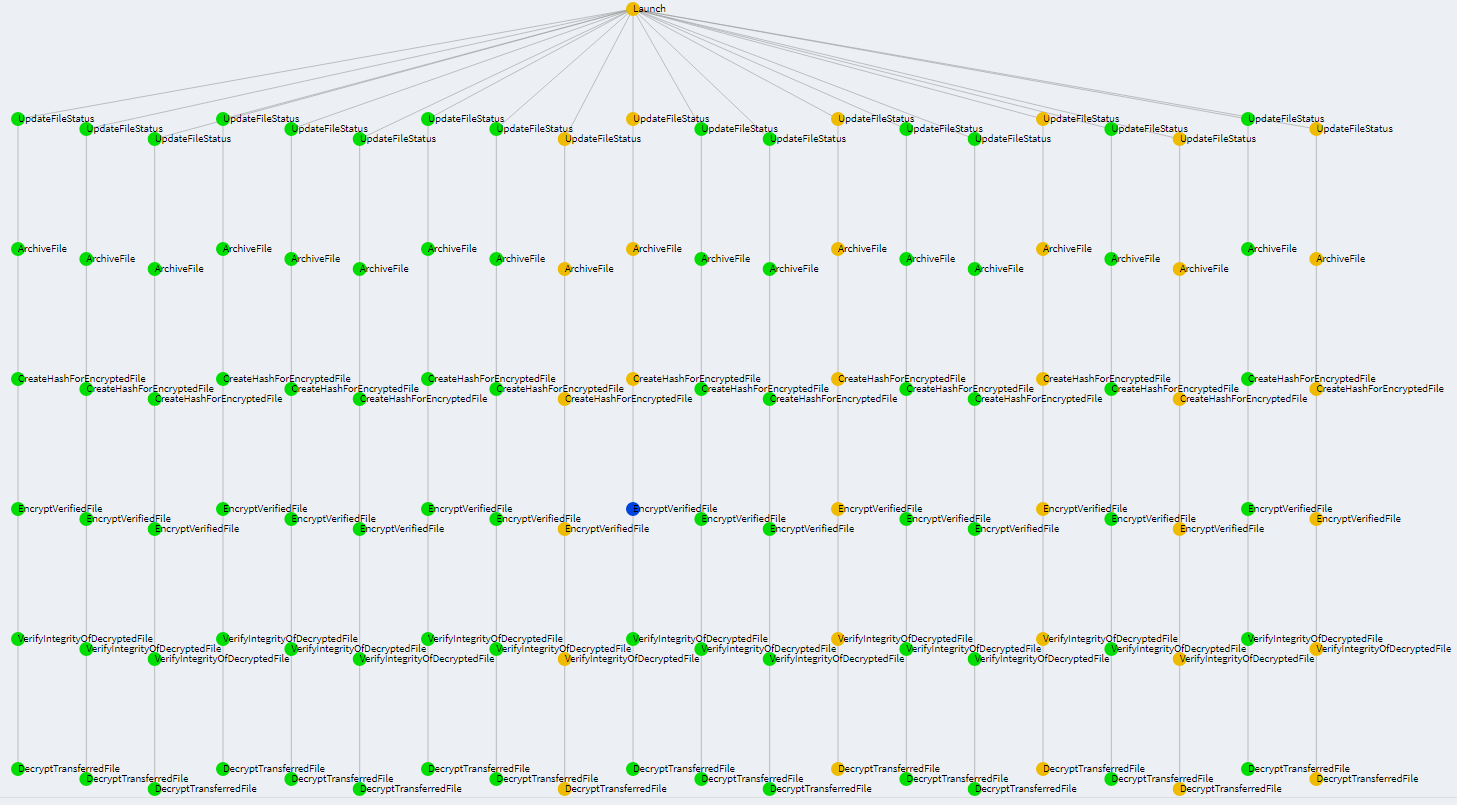 Launch
UpdateFileStatus UpdateFileStatus UpdateFileStatus UpdateFileStatus UpdateFileStatus UpdateFileStatus UpdateFileStatus
UpdateFileStatus UpdateFileStatus UpdateFileStatus UpdateFileStatus UpdateFileStatus UpdateFileStatus UpdateFileStatus
UpdateFileStatus UpdateFileStatus UpdateFileStatus UpdateFileStatus UpdateFileStatus UpdateFileStatus
ArchiveFile ArchiveFile ArchiveFile ArchiveFile ArchiveFile ArchiveFile ArchiveFile
ArchiveFile ArchiveFile ArchiveFile ArchiveFile ArchiveFile ArchiveFile ArchiveFile
ArchiveFile ArchiveFile ArchiveFile ArchiveFile ArchiveFile ArchiveFile
CreateHashForEncryptedFile CreateHashForEncryptedFile CreateHashForEncryptedFile CreateHashForEncryptedFile CreateHashForEncryptedFile CreateHashForEncryptedFile CreateHashForEncryptedFile
CreateHashForEncryptedFile CreateHashForEncryptedFile CreateHashForEncryptedFile CreateHashForEncryptedFile CreateHashForEncryptedFile CreateHashForEncryptedFile CreateHashForEncryptedFile
CreateHashForEncryptedFile CreateHashForEncryptedFile CreateHashForEncryptedFile CreateHashForEncryptedFile CreateHashForEncryptedFile CreateHashForEncryptedFile
EncryptVerifiedFile EncryptVerifiedFile EncryptVerifiedFile EncryptVerifiedFile EncryptVerifiedFile EncryptVerifiedFile EncryptVerifiedFile
EncryptVerifiedFile EncryptVerifiedFile EncryptVerifiedFile EncryptVerifiedFile EncryptVerifiedFile EncryptVerifiedFile EncryptVerifiedFile
EncryptVerifiedFile EncryptVerifiedFile EncryptVerifiedFile EncryptVerifiedFile EncryptVerifiedFile EncryptVerifiedFile
VerifyIntegrityOfDecryptedFile VerifyIntegrityOfDecryptedFile VerifyIntegrityOfDecryptedFile VerifyIntegrityOfDecryptedFile VerifyIntegrityOfDecryptedFile VerifyIntegrityOfDecryptedFile VerifyIntegrityOfDecryptedFile
VerifyIntegrityOfDecryptedFile VerifyIntegrityOfDecryptedFile VerifyIntegrityOfDecryptedFile VerifyIntegrityOfDecryptedFile VerifyIntegrityOfDecryptedFile VerifyIntegrityOfDecryptedFile VerifyIntegrityOfDecryptedFile
VerifyIntegrityOfDecryptedFile VerifyIntegrityOfDecryptedFile VerifyIntegrityOfDecryptedFile VerifyIntegrityOfDecryptedFile VerifyIntegrityOfDecryptedFile VerifyIntegrityOfDecryptedFile
DecryptTransferredFile DecryptTransferredFile DecryptTransferredFile DecryptTransferredFile DecryptTransferredFile DecryptTransferredFile DecryptTransferredFile
DecryptTransferredFile DecryptTransferredFile DecryptTransferredFile DecryptTransferredFile DecryptTransferredFile DecryptTransferredFile DecryptTransferredFile
DecryptTransferredFile DecryptTransferredFile DecryptTransferredFile DecryptTransferredFile DecryptTransferredFile DecryptTransferredFile